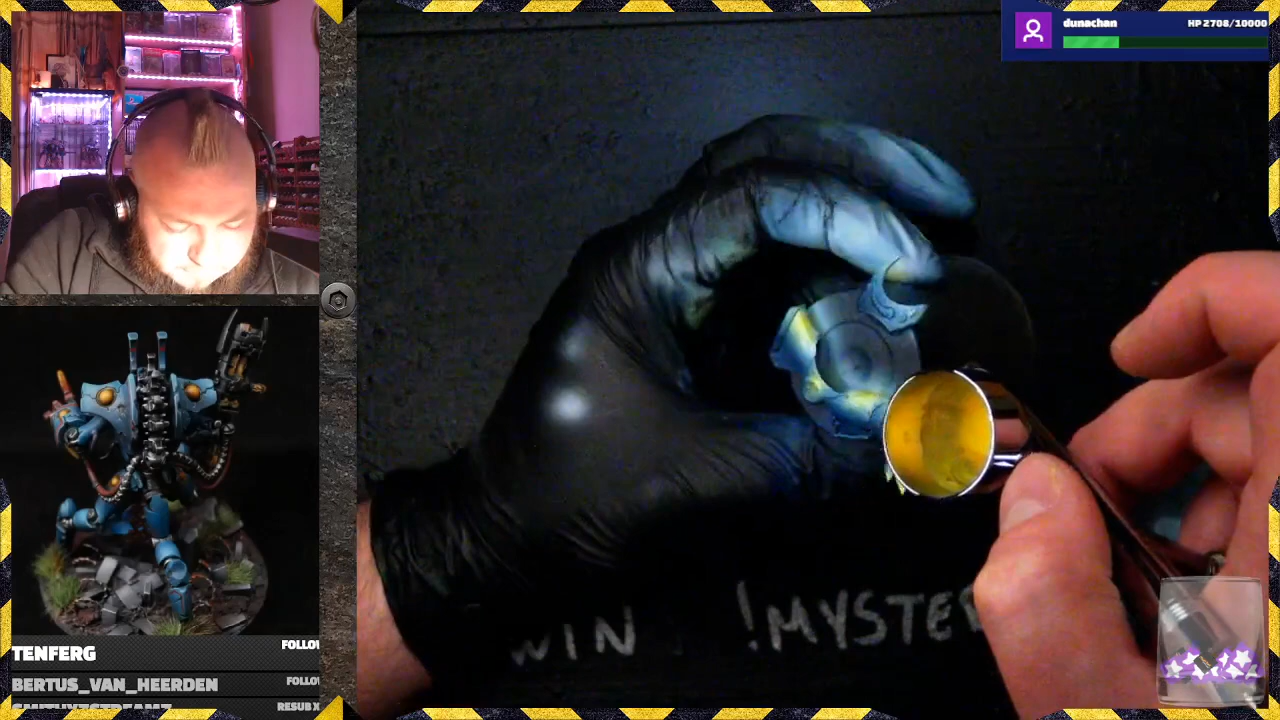 dunachan HP 2708/10000
WIN !MYSTER
TENFERG FOLLOW
BERTUS_VAN_HEERDEN FOLLOW
RESUB X